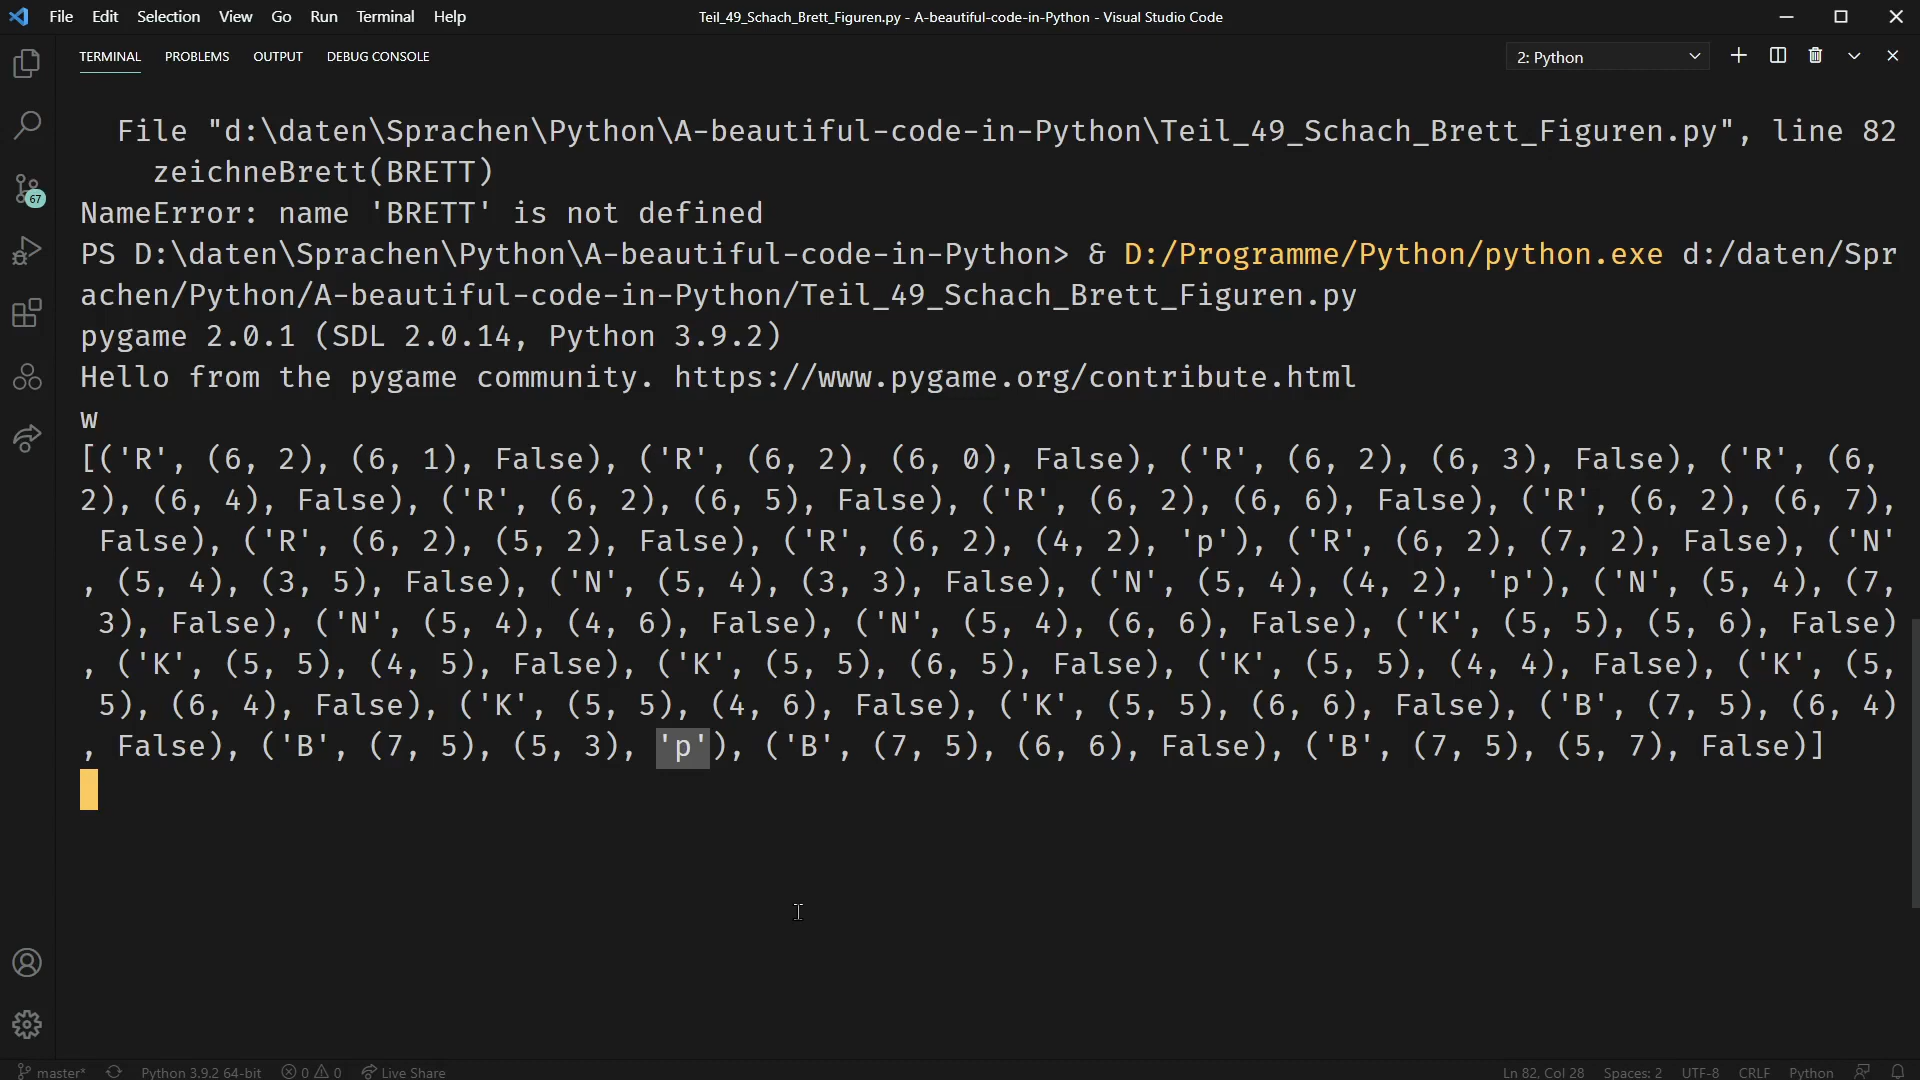 File Edit Selection View Go Run Terminal Help
Teil_49_Schach_Brett_Figuren.py - A-beautiful-code-in-Python - Visual Studio Code
TERMINAL PROBLEMS OUTPUT DEBUG CONSOLE
2: Python
67
File "d:\daten\Sprachen\Python\A-beautiful-code-in-Python\Teil_49_Schach_Brett_Figuren.py", line 82
zeichneBrett(BRETT)
NameError: name 'BRETT' is not defined
PS D:\daten\Sprachen\Python\A-beautiful-code-in-Python> & D:/Programme/Python/python.exe d:/daten/Spr
achen/Python/A-beautiful-code-in-Python/Teil_49_Schach_Brett_Figuren.py
pygame 2.0.1 (SDL 2.0.14, Python 3.9.2)
Hello from the pygame community. https://www.pygame.org/contribute.html
w
[('R', (6, 2), (6, 1), False), ('R', (6, 2), (6, 0), False), ('R', (6, 2), (6, 3), False), ('R', (6,
2), (6, 4), False), ('R', (6, 2), (6, 5), False), ('R', (6, 2), (6, 6), False), ('R', (6, 2), (6, 7),
False), ('R', (6, 2), (5, 2), False), ('R', (6, 2), (4, 2), 'p'), ('R', (6, 2), (7, 2), False), ('N'
, (5, 4), (3, 5), False), ('N', (5, 4), (3, 3), False), ('N', (5, 4), (4, 2), 'p'), ('N', (5, 4), (7,
3), False), ('N', (5, 4), (4, 6), False), ('N', (5, 4), (6, 6), False), ('K', (5, 5), (5, 6), False)
, ('K', (5, 5), (4, 5), False), ('K', (5, 5), (6, 5), False), ('K', (5, 5), (4, 4), False), ('K', (5,
5), (6, 4), False), ('K', (5, 5), (4, 6), False), ('K', (5, 5), (6, 6), False), ('B', (7, 5), (6, 4)
, False), ('B', (7, 5), (5, 3), 'p'), ('B', (7, 5), (6, 6), False), ('B', (7, 5), (5, 7), False)]
master* Python 3.9.2 64-bit 0 0 Live Share Ln 82, Col 28 Spaces: 2 UTF-8 CRLF Python